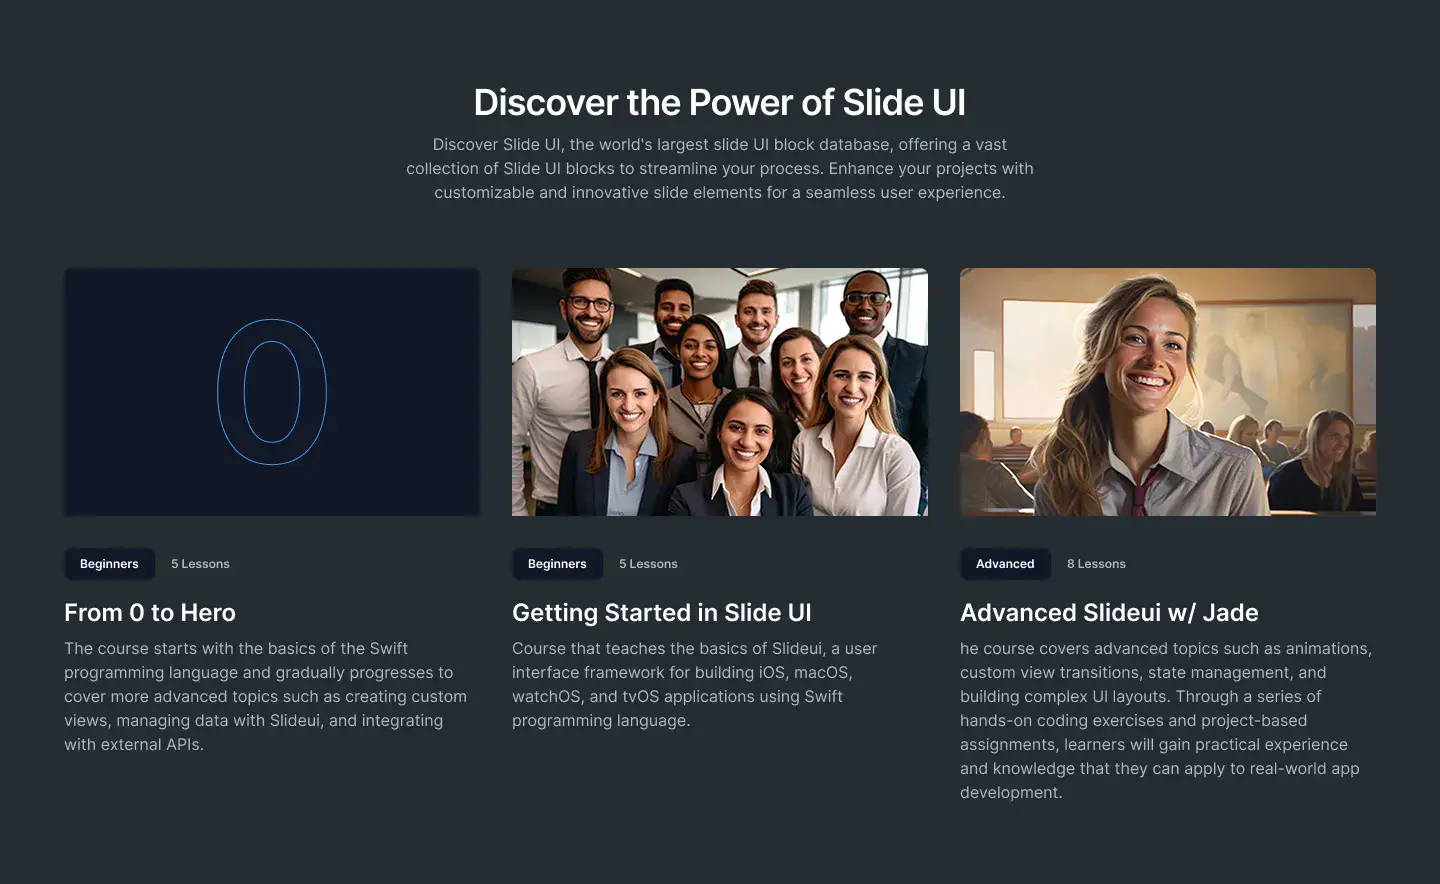 Discover the Power of Slide UI
Discover Slide UI, the world's largest slide UI block database, offering a vast
collection of Slide UI blocks to streamline your process. Enhance your projects with
customizable and innovative slide elements for a seamless user experience.
0
Beginners 5 Lessons
From 0 to Hero
The course starts with the basics of the Swift
programming language and gradually progresses to
cover more advanced topics such as creating custom
views, managing data with Slideui, and integrating
with external APIs.
Beginners 5 Lessons
Getting Started in Slide UI
Course that teaches the basics of Slideui, a user
interface framework for building iOS, macOS,
watchOS, and tvOS applications using Swift
programming language.
Advanced 8 Lessons
Advanced Slideui w/ Jade
he course covers advanced topics such as animations,
custom view transitions, state management, and
building complex UI layouts. Through a series of
hands-on coding exercises and project-based
assignments, learners will gain practical experience
and knowledge that they can apply to real-world app
development.